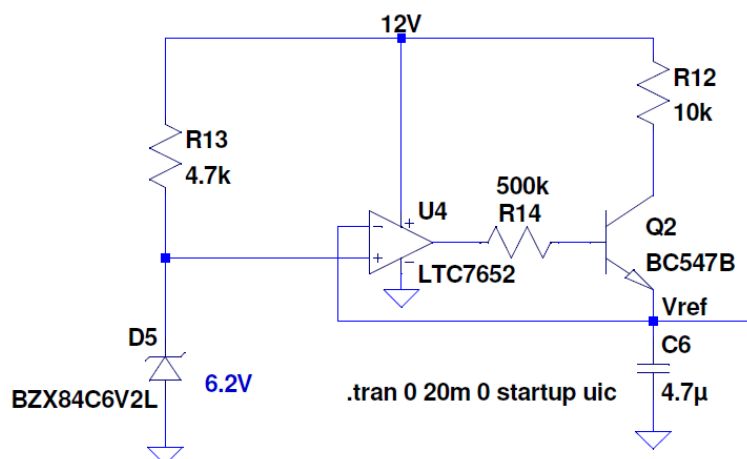 12V
R12
10k
R13
4.7k
500k
R14
U4
LTC7652
Q2
BC547B
Vref
D5
BZX84C6V2L
6.2V
.tran 0 20m 0 startup uic
C6
4.7µ